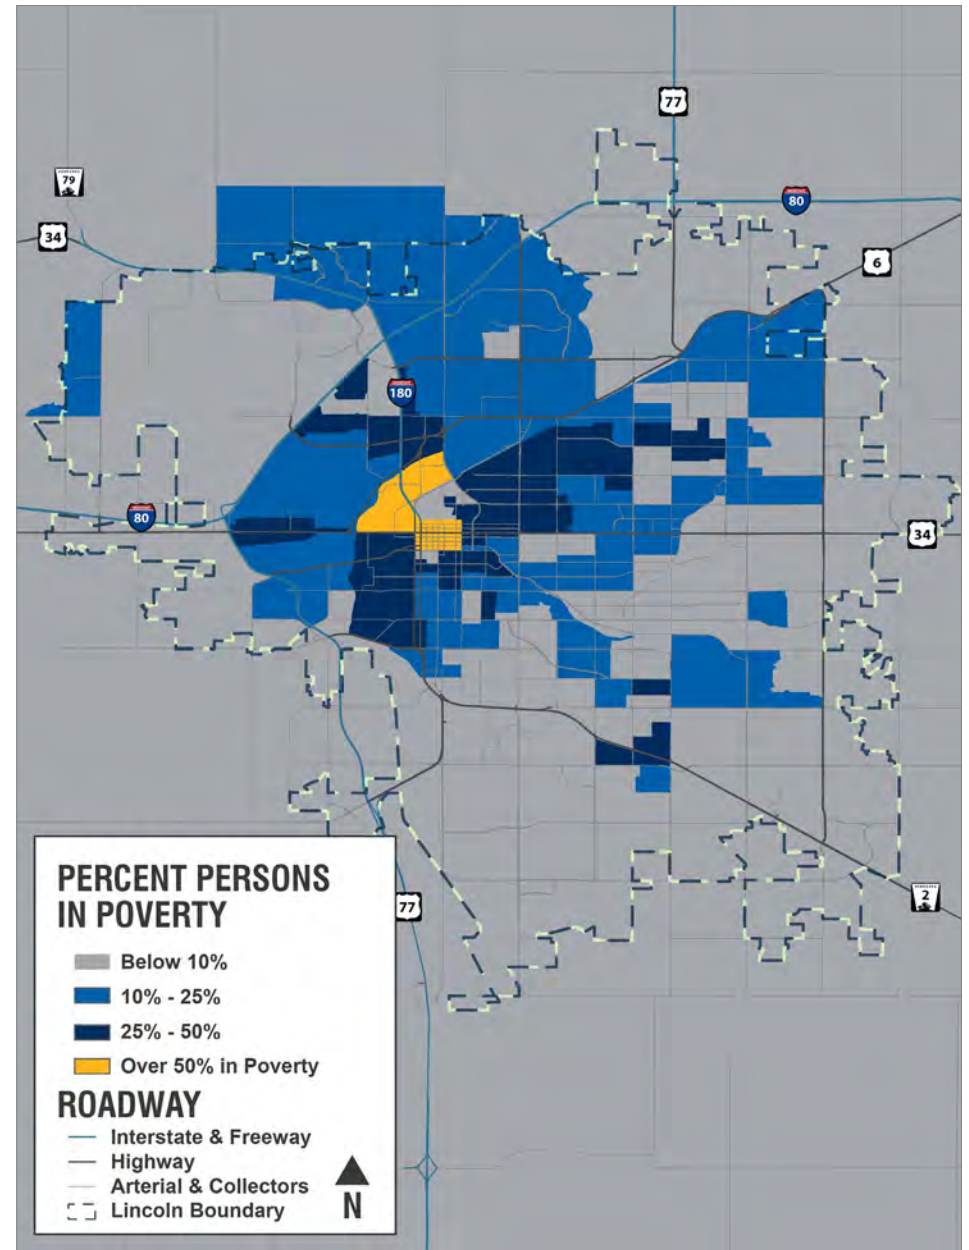 77
79
80
34
6
180
80
34
2
77
PERCENT PERSONS
IN POVERTY
Below 10%
10% - 25%
25% - 50%
Over 50% in Poverty
ROADWAY
Interstate & Freeway
Highway
Arterial & Collectors
Lincoln Boundary
N